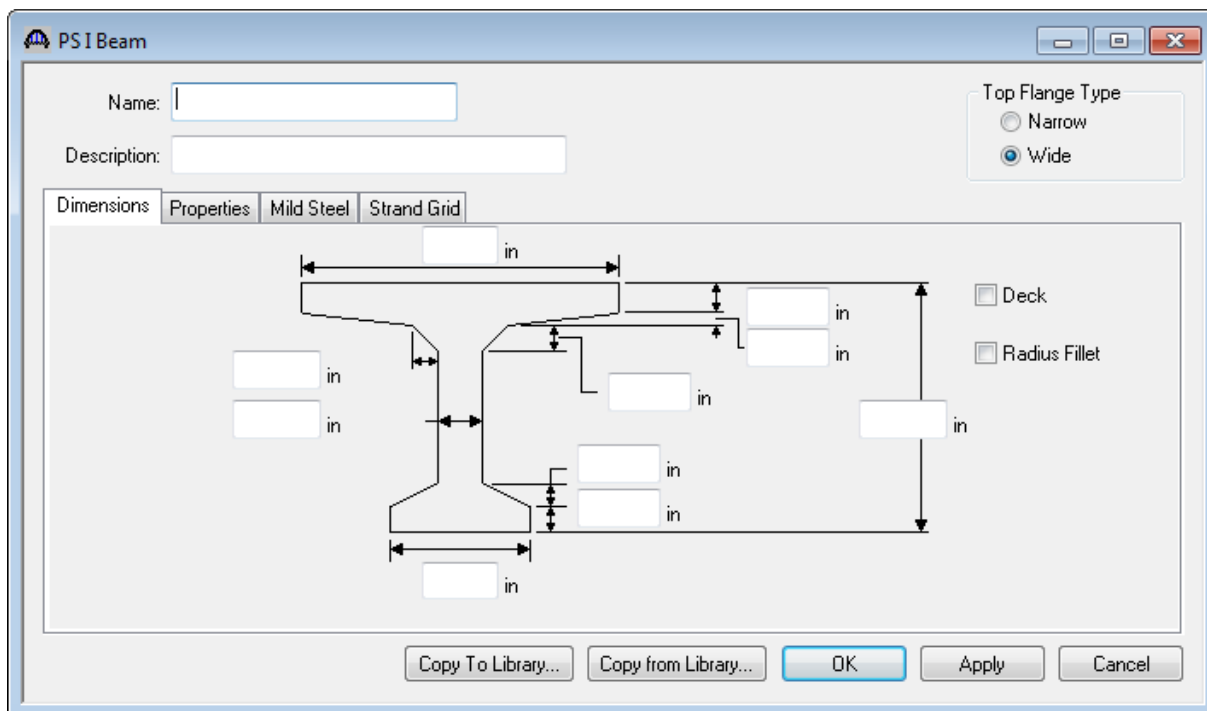 PS I Beam
Name:
Top Flange Type
Narrow
Description:
Wide
Dimensions Properties Mild Steel Strand Grid
in
in
Deck
in
Radius Fillet
in
in
in
in
in
in
in
Copy To Library... Copy from Library... OK Apply Cancel